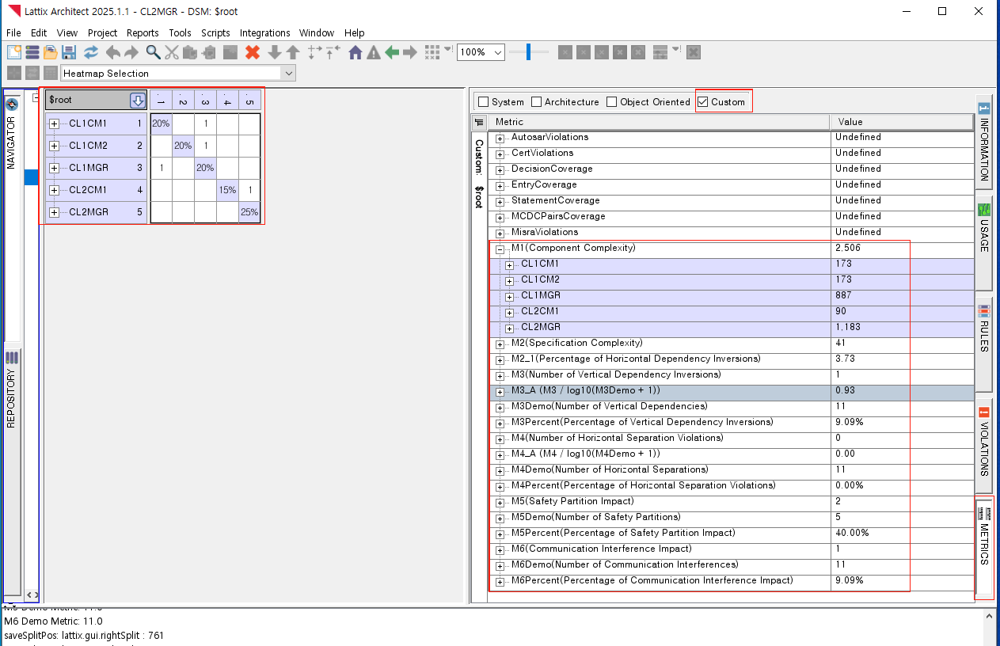 Lattix Architect 2025.1.1 - CL2MGR - DSM: $root
File Edit View Project Reports Tools Scripts Integrations Window Help
100%
Heatmap Selection
NAVIGATOR
REPOSITORY
$root 1 2 3 4 5
CL1CM1 1 20% 1
CL1CM2 2 20% 1
CL1MGR 3 1 20%
CL2CM1 4 15% 1
CL2MGR 5 25%
System Architecture Object Oriented Custom
Custom: $root
Metric Value
AutosarViolations Undefined
CertViolations Undefined
DecisionCoverage Undefined
EntryCoverage Undefined
StatementCoverage Undefined
MCDCPairsCoverage Undefined
MisraViolations Undefined
M1(Component Complexity) 2,506
CL1CM1 173
CL1CM2 173
CL1MGR 887
CL2CM1 90
CL2MGR 1,183
M2(Specification Complexity) 41
M2_1(Percentage of Horizontal Dependency Inversions) 3.73
M3(Number of Vertical Dependency Inversions) 1
M3_A (M3 / log10(M3Demo + 1)) 0.93
M3Demo(Number of Vertical Dependencies) 11
M3Percent(Percentage of Vertical Dependency Inversions) 9.09%
M4(Number of Horizontal Separation Violations) 0
M4_A (M4 / log10(M4Demo + 1)) 0.00
M4Demo(Number of Horizontal Separations) 11
M4Percent(Percentage of Horizontal Separation Violations) 0.00%
M5(Safety Partition Impact) 2
M5Demo(Number of Safety Partitions) 5
M5Percent(Percentage of Safety Partition Impact) 40.00%
M6(Communication Interference Impact) 1
M6Demo(Number of Communication Interferences) 11
M6Percent(Percentage of Communication Interference Impact) 9.09%
INFORMATION
USAGE
RULES
VIOLATIONS
METRICS
M6 Demo Metric: 11.0
saveSplitPos: lattix.gui.rightSplit : 761